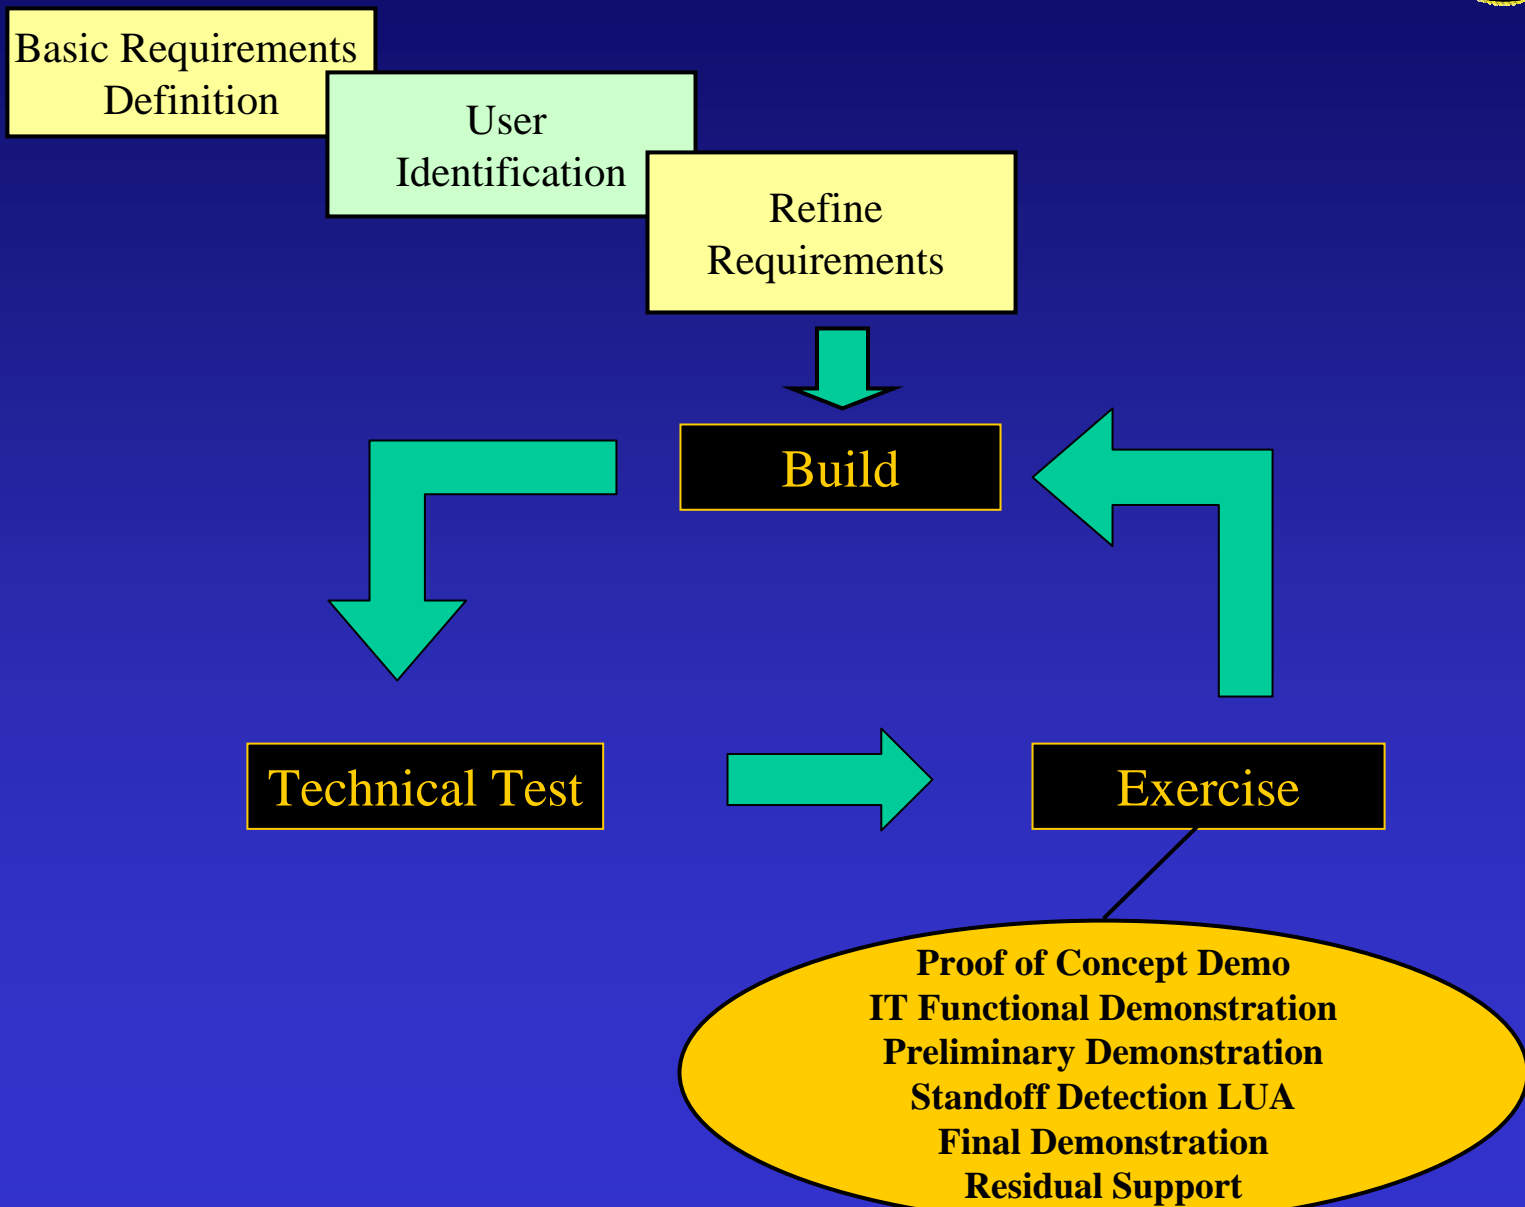 Basic Requirements
Definition
User
Identification
Refine
Requirements
Build
Technical Test
Exercise
Proof of Concept Demo
IT Functional Demonstration
Preliminary Demonstration
Standoff Detection LUA
Final Demonstration
Residual Support